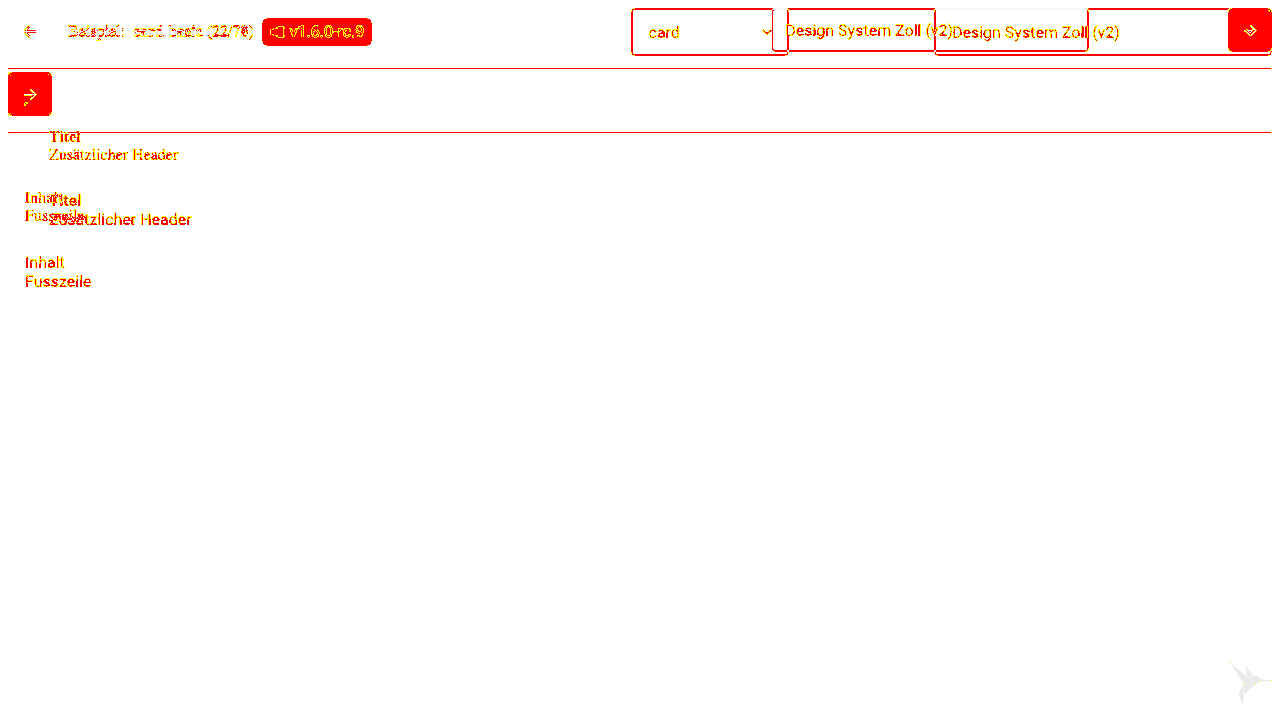 Beispiel: card basic (22/76) v1.6.0-rc.9 card Design System Zoll (v2) Design System Zoll (v2)
Titel
Zusätzlicher Header
Inhalt
Titel
Fusszeile
Zusätzlicher Header
Inhalt
Fusszeile